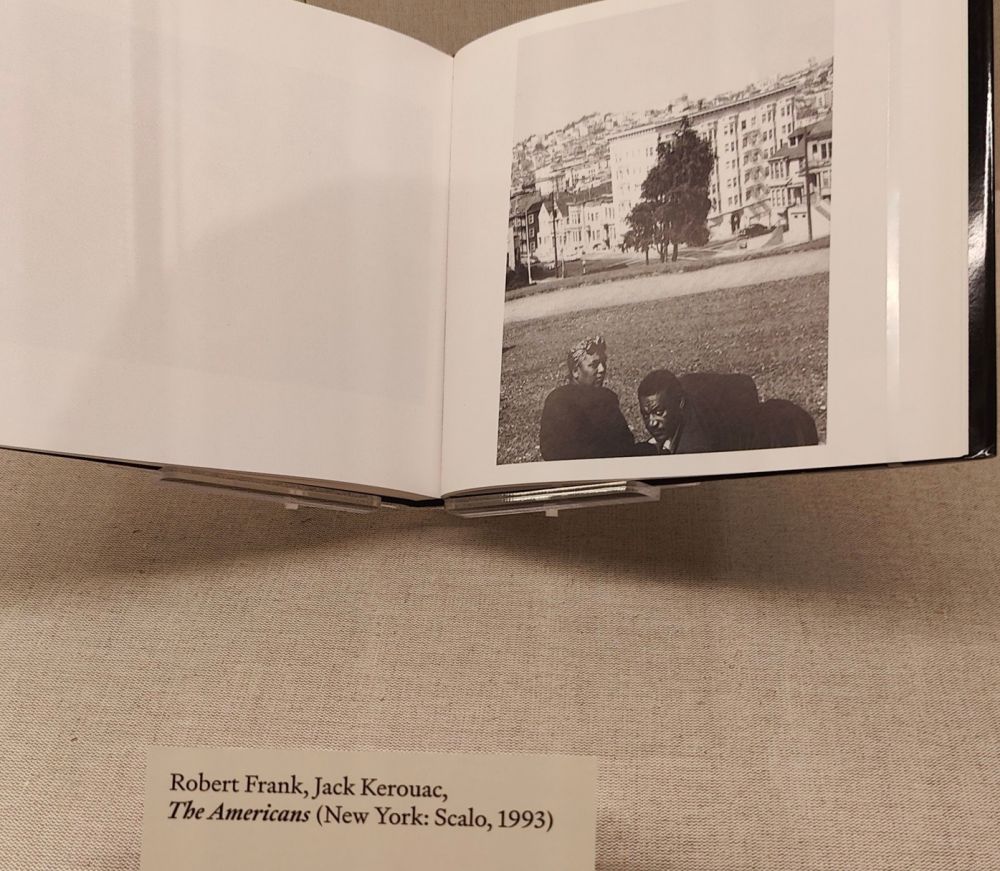 Robert Frank, Jack Kerouac,
The Americans (New York: Scalo, 1993)